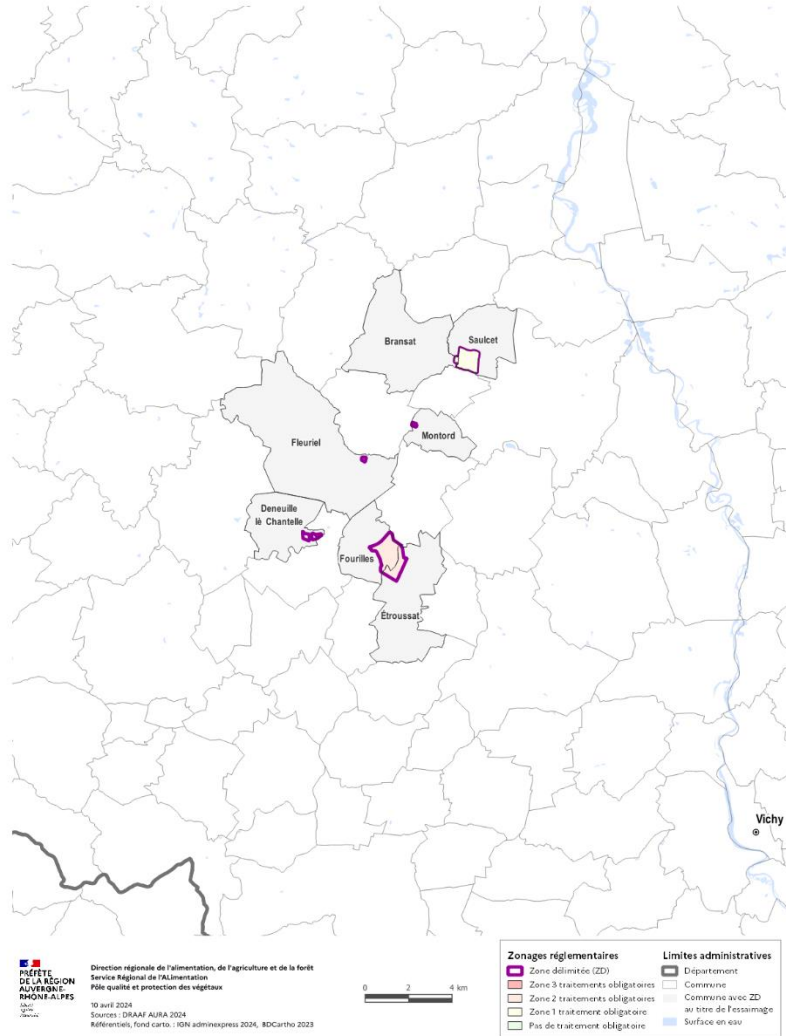 Bransat
Saulcet
Fleuriel
Montord
Deneuille
lè Chantelle
Fourilles
Étroussat
Vichy
PRÉFÈTE
DE LA RÉGION
AUVERGNE-
RHÔNE-ALPES
Direction régionale de l'alimentation, de l'agriculture et de la forêt
Service Régional de l'ALimentation
Pôle qualité et protection des végétaux
10 avril 2024
Sources : DRAAF AURA 2024
Référentiels, fond carto. : IGN adminexpress 2024, BDCartho 2023
0 2 4 km
Zonages réglementaires
Zone délimitée (ZD)
Zone 3 traitements obligatoires
Zone 2 traitements obligatoires
Zone 1 traitement obligatoire
Pas de traitement obligatoire
Limites administratives
Département
Commune
Commune avec ZD
au titre de l'essaimage
Surface en eau